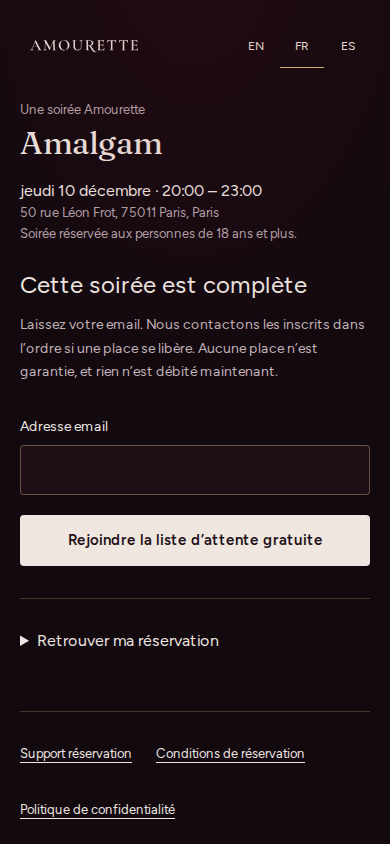 AMOURETTE
EN FR ES
Une soirée Amourette
Amalgam
jeudi 10 décembre · 20:00 – 23:00
50 rue Léon Frot, 75011 Paris, Paris
Soirée réservée aux personnes de 18 ans et plus.
Cette soirée est complète
Laissez votre email. Nous contactons les inscrits dans
l’ordre si une place se libère. Aucune place n’est
garantie, et rien n’est débité maintenant.
Adresse email
Rejoindre la liste d’attente gratuite
Retrouver ma réservation
Support réservation Conditions de réservation
Politique de confidentialité